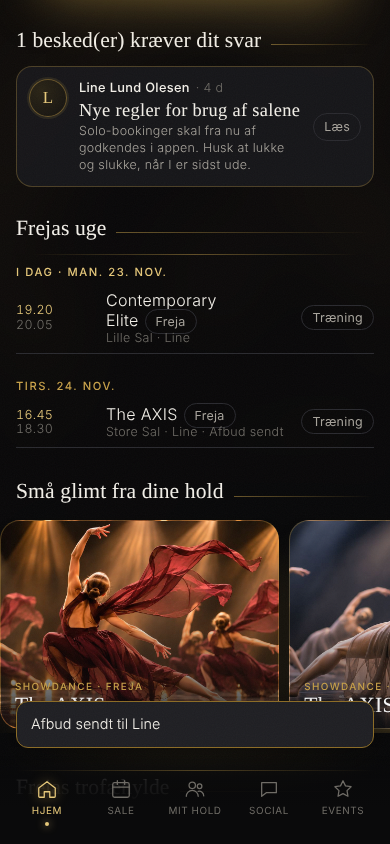 1 besked(er) kræver dit svar
L
Line Lund Olesen · 4 d
Nye regler for brug af salene
Solo-bookinger skal fra nu af
godkendes i appen. Husk at lukke
og slukke, når I er sidst ude.
Læs
Frejas uge
I DAG · MAN. 23. NOV.
19.20
20.05
Contemporary
Elite Freja
Lille Sal · Line
Træning
TIRS. 24. NOV.
16.45
18.30
The AXIS Freja
Store Sal · Line · Afbud sendt
Træning
Små glimt fra dine hold
SHOWDANCE · FREJA
The AXIS
SHOWDANCE
The AXIS
Afbud sendt til Line
HJEM
SALE
MIT HOLD
SOCIAL
EVENTS